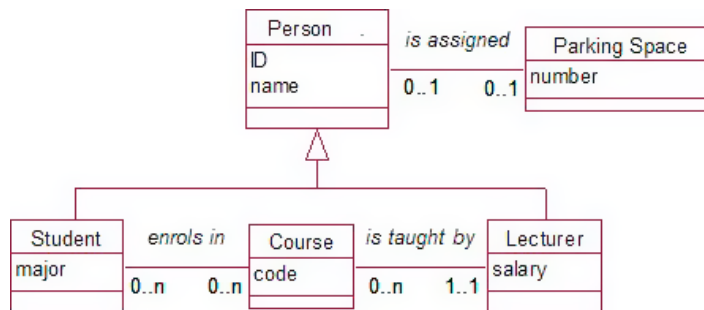 Person .
is assigned
Parking Space
ID
name
number
0..1 0..1
Student
enrols in
Course
is taught by
Lecturer
major
code
salary
0..n 0..n
0..n 1..1